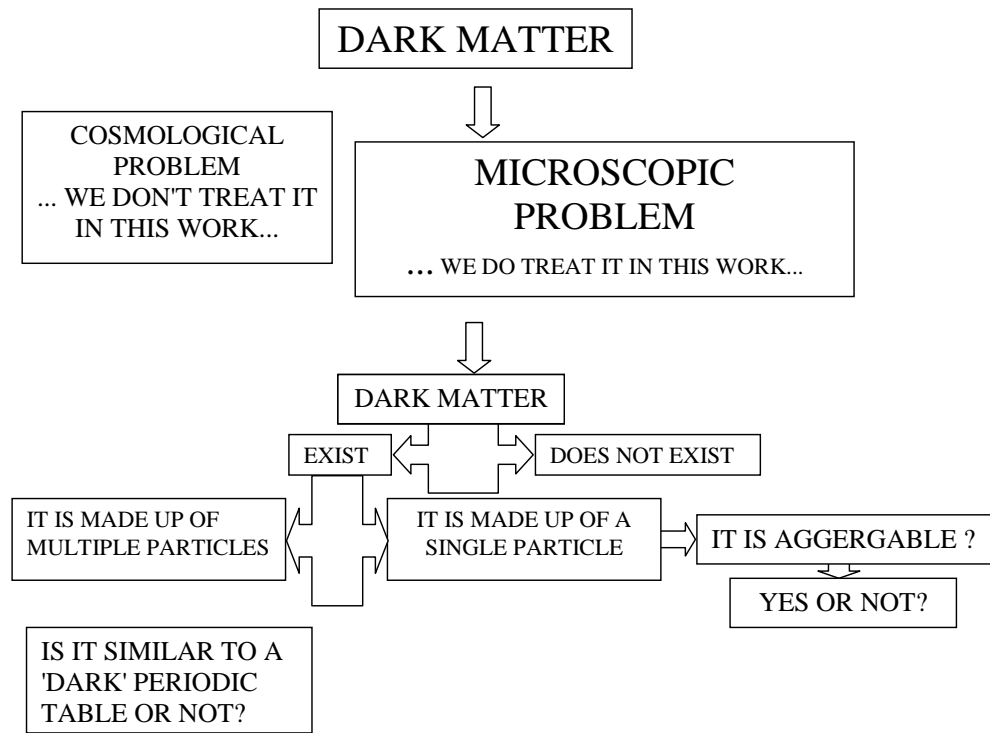 DARK MATTER
COSMOLOGICAL
PROBLEM
... WE DON'T TREAT IT
IN THIS WORK...
MICROSCOPIC
PROBLEM
... WE DO TREAT IT IN THIS WORK...
DARK MATTER
EXIST
DOES NOT EXIST
IT IS MADE UP OF
MULTIPLE PARTICLES
IT IS MADE UP OF A
SINGLE PARTICLE
IT IS AGGERGABLE ?
YES OR NOT?
IS IT SIMILAR TO A
'DARK' PERIODIC
TABLE OR NOT?